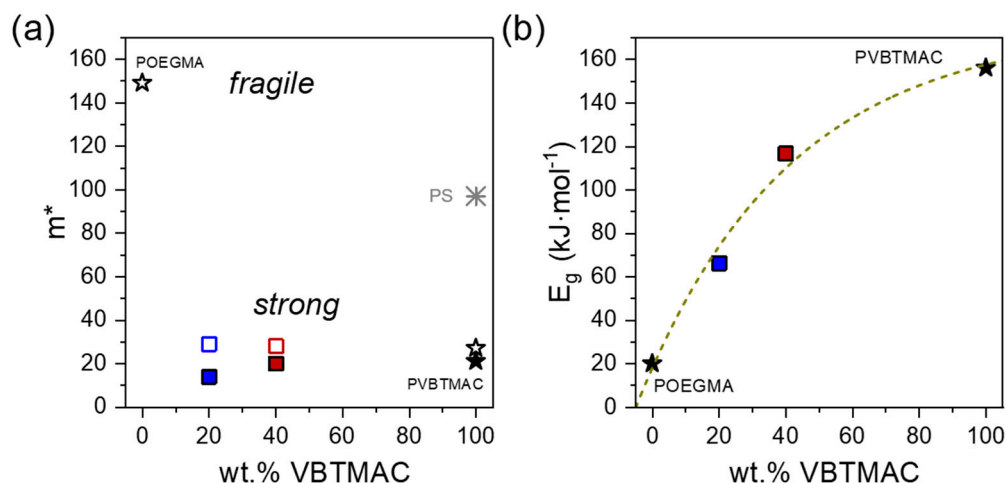 (a)
160
140
120
100
80
60
40
20
0
m*
POEGMA
fragile
PS
strong
PVBTMAC
0 20 40 60 80 100
wt.% VBTMAC
(b)
160
140
120
100
80
60
40
20
0
E_g (kJ·mol⁻¹)
PVBTMAC
POEGMA
0 20 40 60 80 100
wt.% VBTMAC